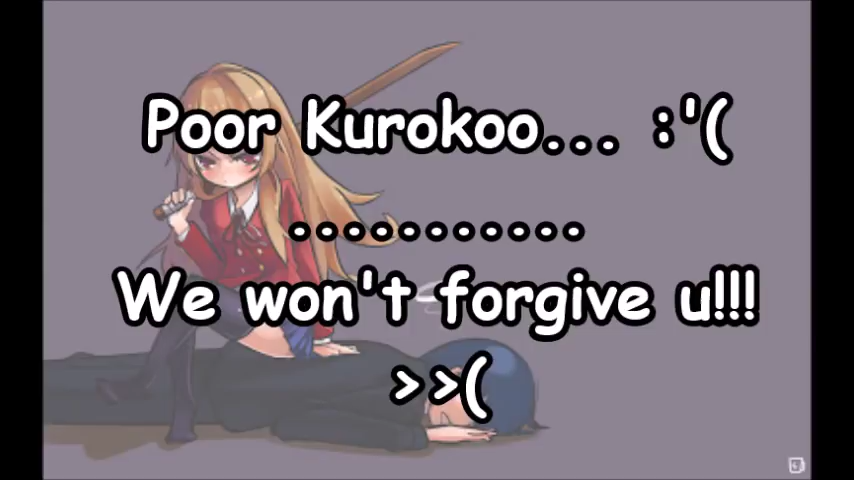 Poor Kurokoo... :'(
...........
We won't forgive u!!!
>>(